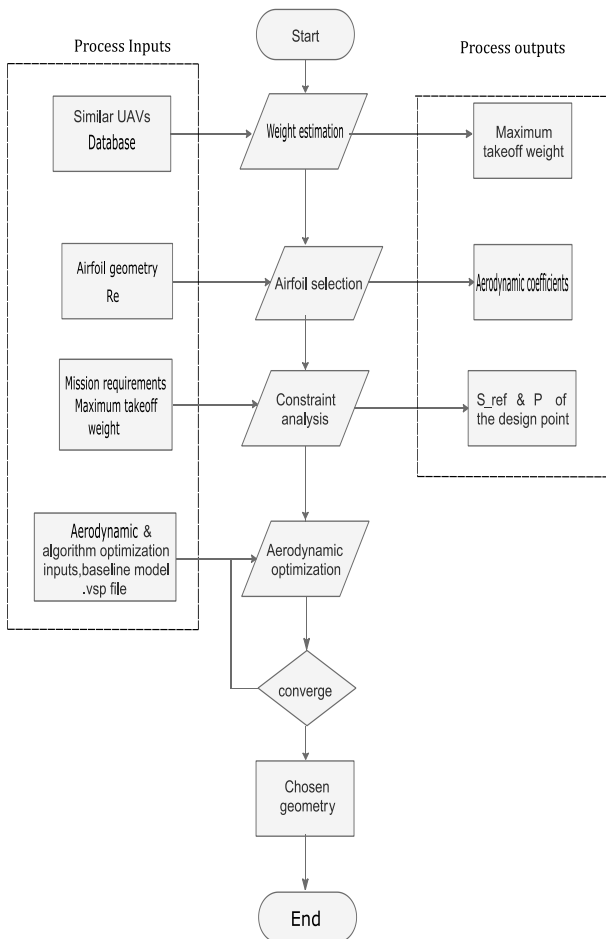 Process Inputs
Start
Process outputs
Similar UAVs
Database
Weight estimation
Maximum
takeoff weight
Airfoil geometry
Re
Airfoil selection
Aerodynamic coefficients
Mission requirements
Maximum takeoff
weight
Constraint
analysis
S_ref & P of
the design point
Aerodynamic &
algorithm optimization
inputs,baseline model
.vsp file
Aerodynamic
optimization
converge
Chosen
geometry
End